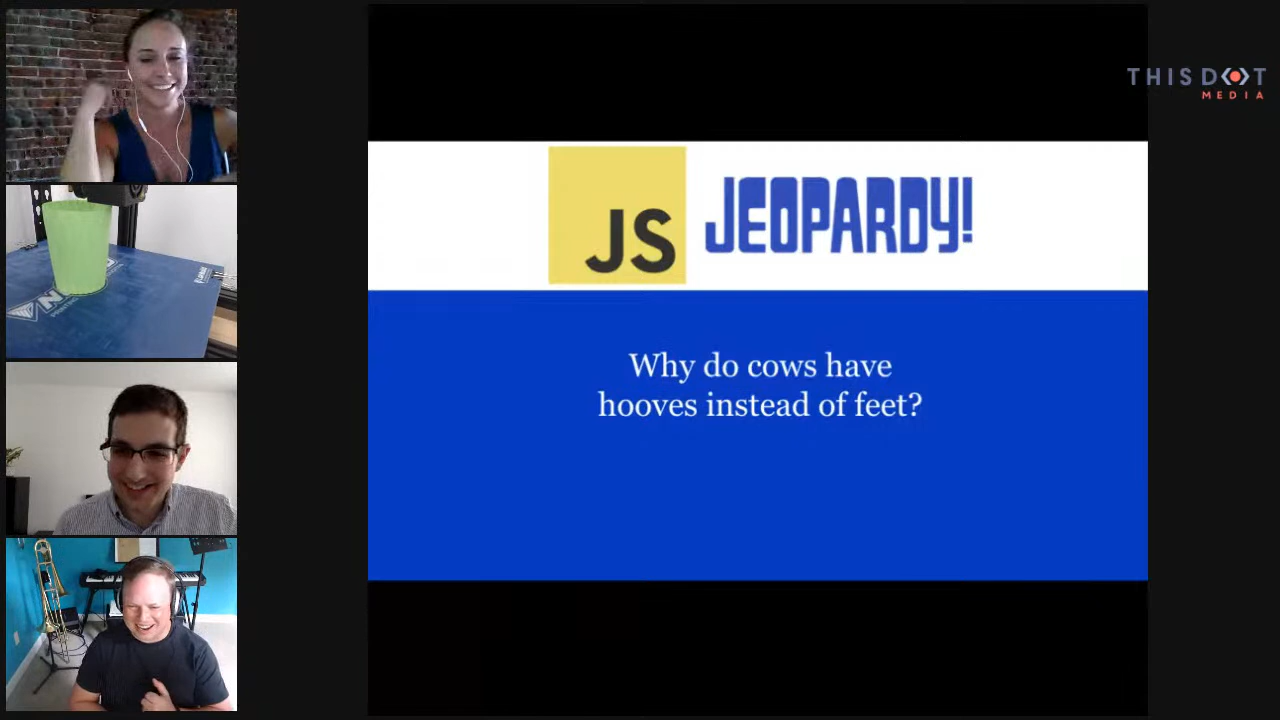 THIS DOT
MEDIA
JS JEOPARDY!
Why do cows have
hooves instead of feet?